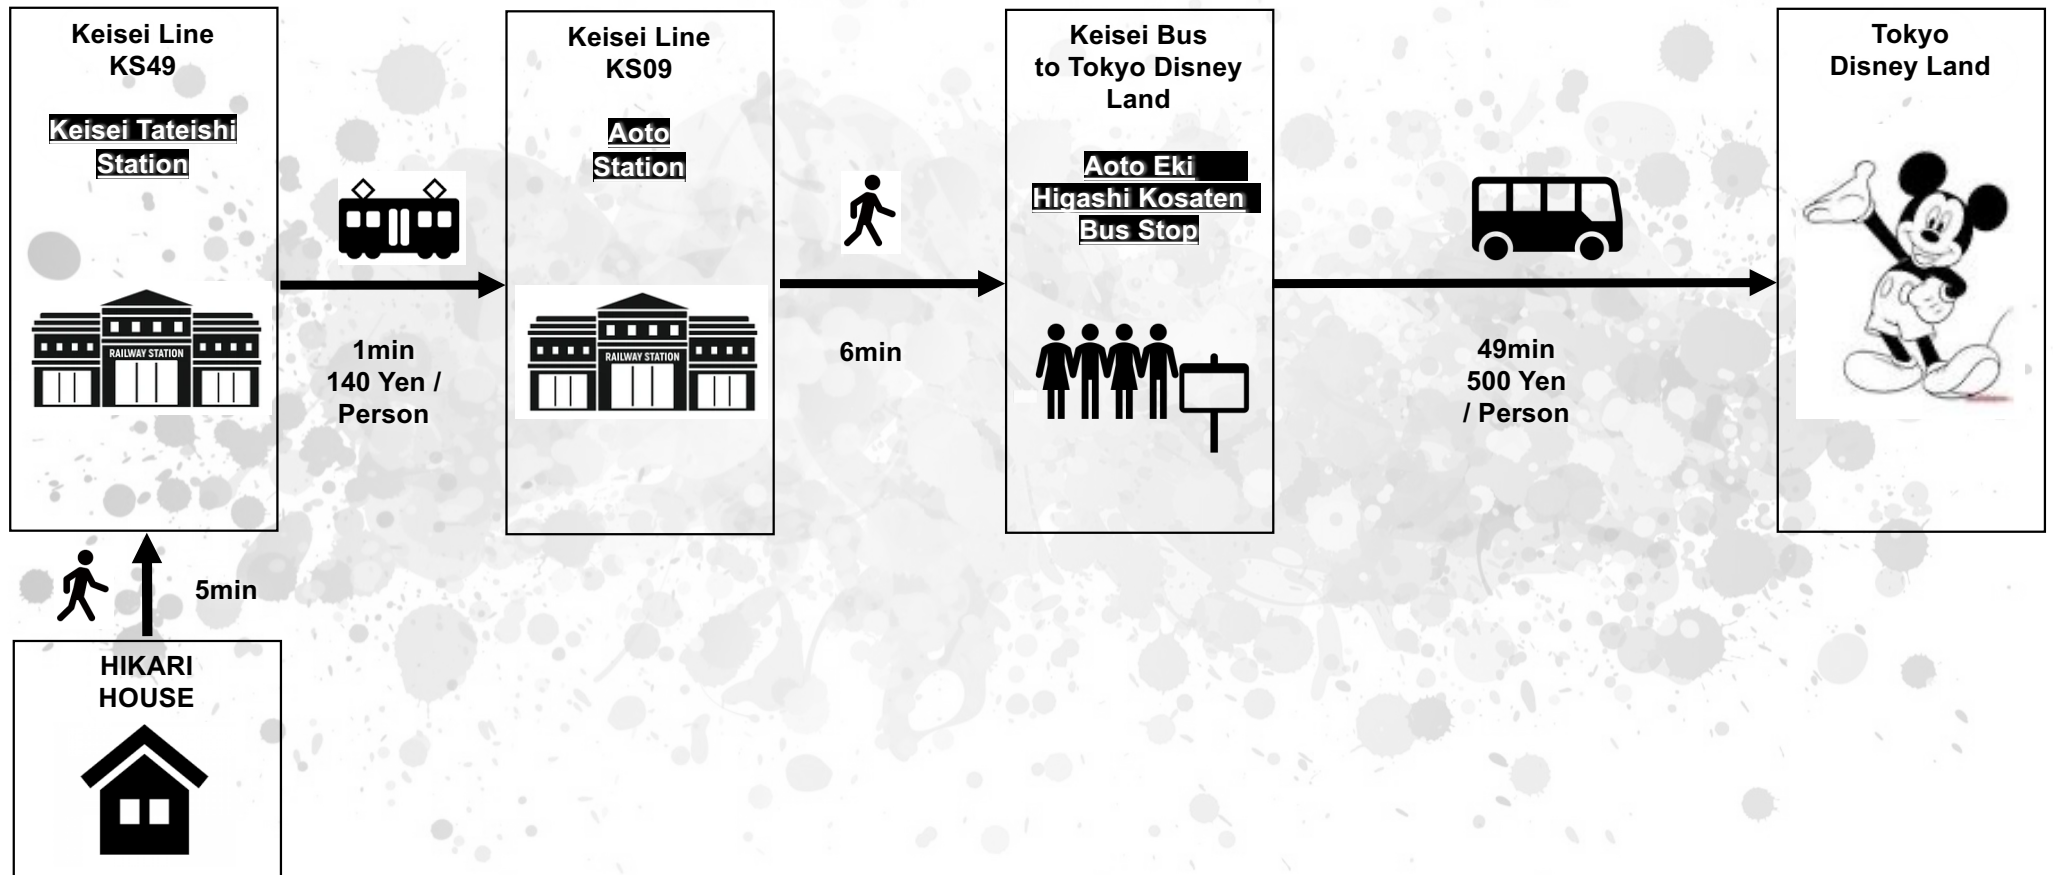 Keisei Line
KS49
Keisei Tateishi
Station
RAILWAY STATION
1min
140 Yen /
Person
Keisei Line
KS09
Aoto
Station
RAILWAY STATION
6min
Keisei Bus
to Tokyo Disney
Land
Aoto Eki
Higashi Kosaten
Bus Stop
49min
500 Yen
/ Person
Tokyo
Disney Land
5min
HIKARI
HOUSE